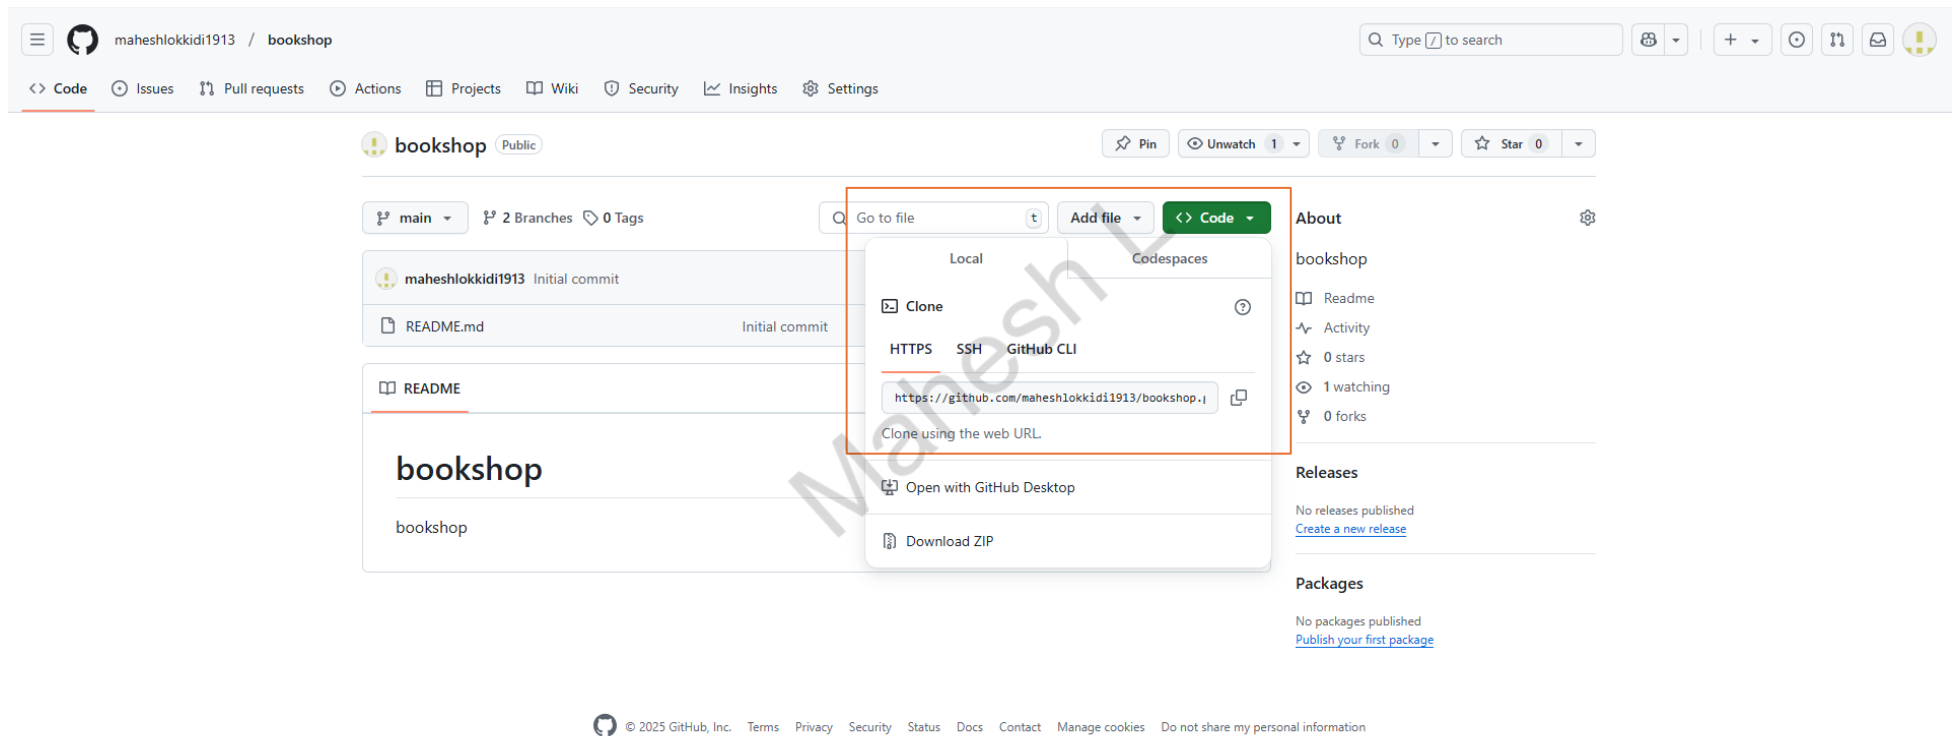 maheshlokkidi1913 / bookshop
Type / to search
Code Issues Pull requests Actions Projects Wiki Security Insights Settings
bookshop Public
Pin Unwatch 1 Fork 0 Star 0
main 2 Branches 0 Tags Go to file t Add file Code
maheshlokkidi1913 Initial commit
README.md Initial commit
README
bookshop
bookshop
Local Codespaces
Clone
HTTPS SSH GitHub CLI
https://github.com/maheshlokkidi1913/bookshop.
Clone using the web URL.
Open with GitHub Desktop
Download ZIP
About
bookshop
Readme
Activity
0 stars
1 watching
0 forks
Releases
No releases published
Create a new release
Packages
No packages published
Publish your first package
Mahesh L
© 2025 GitHub, Inc. Terms Privacy Security Status Docs Contact Manage cookies Do not share my personal information